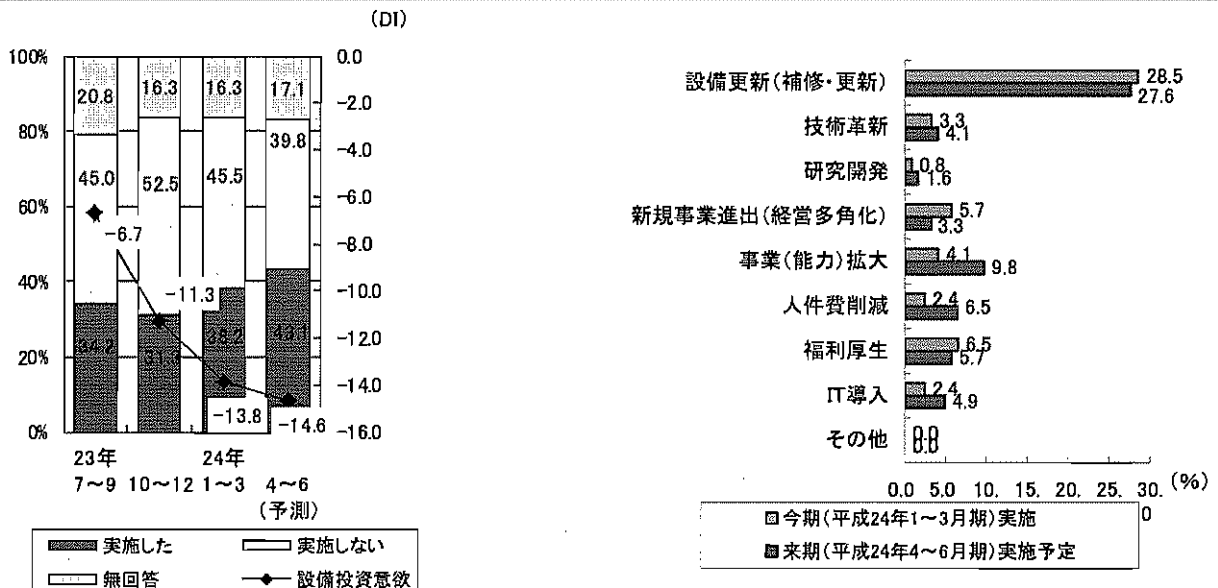 (DI)
100%
80%
60%
40%
20%
0%
20.8
16.3
16.3
17.1
45.0
52.5
45.5
39.8
34.2
31.3
38.2
43.1
-6.7
-11.3
-13.8
-14.6
0.0
-2.0
-4.0
-6.0
-8.0
-10.0
-12.0
-14.0
-16.0
23年 24年
7～9 10～12 1～3 4～6
(予測)
実施した 実施しない
無回答 設備投資意欲
設備更新(補修・更新) 28.5
27.6
技術革新 3.3
4.1
研究開発 0.8
1.6
新規事業進出(経営多角化) 5.7
3.3
事業(能力)拡大 4.1
9.8
人件費削減 2.4
6.5
福利厚生 6.5
5.7
IT導入 2.4
4.9
その他 0.0
0.0
0.0 5.0 10. 15. 20. 25. 30. (%)
0
今期(平成24年1～3月期)実施
来期(平成24年4～6月期)実施予定